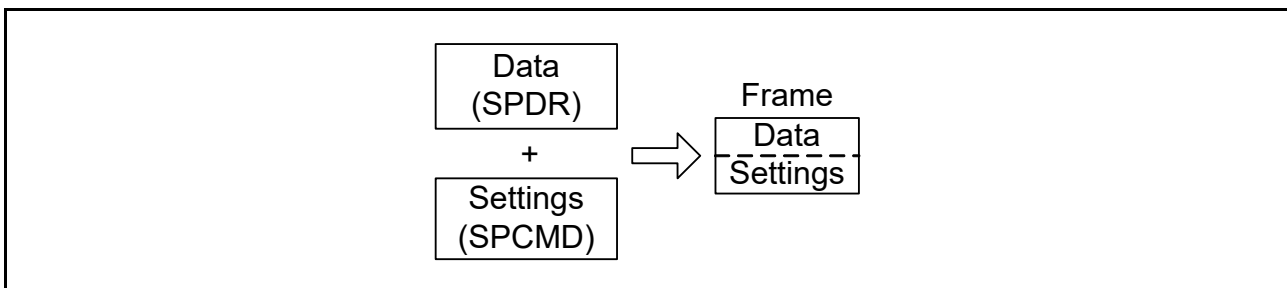 Data
(SPDR)
+
Settings
(SPCMD)
Frame
Data
Settings